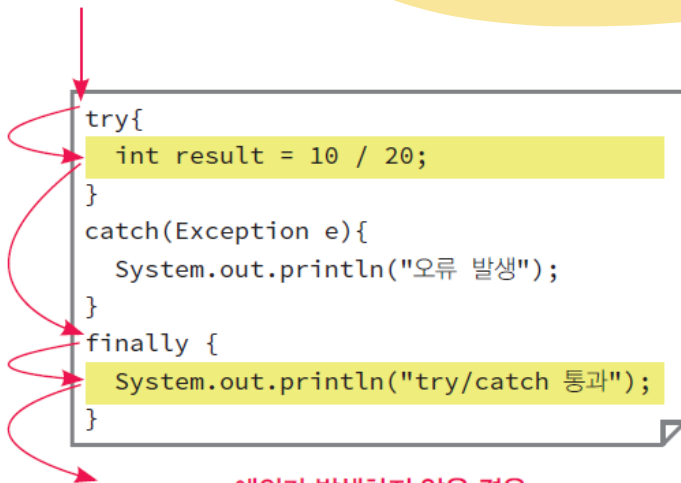 try{
int result = 10 / 20;
}
catch(Exception e){
System.out.println("오류 발생");
}
finally {
System.out.println("try/catch 통과");
}